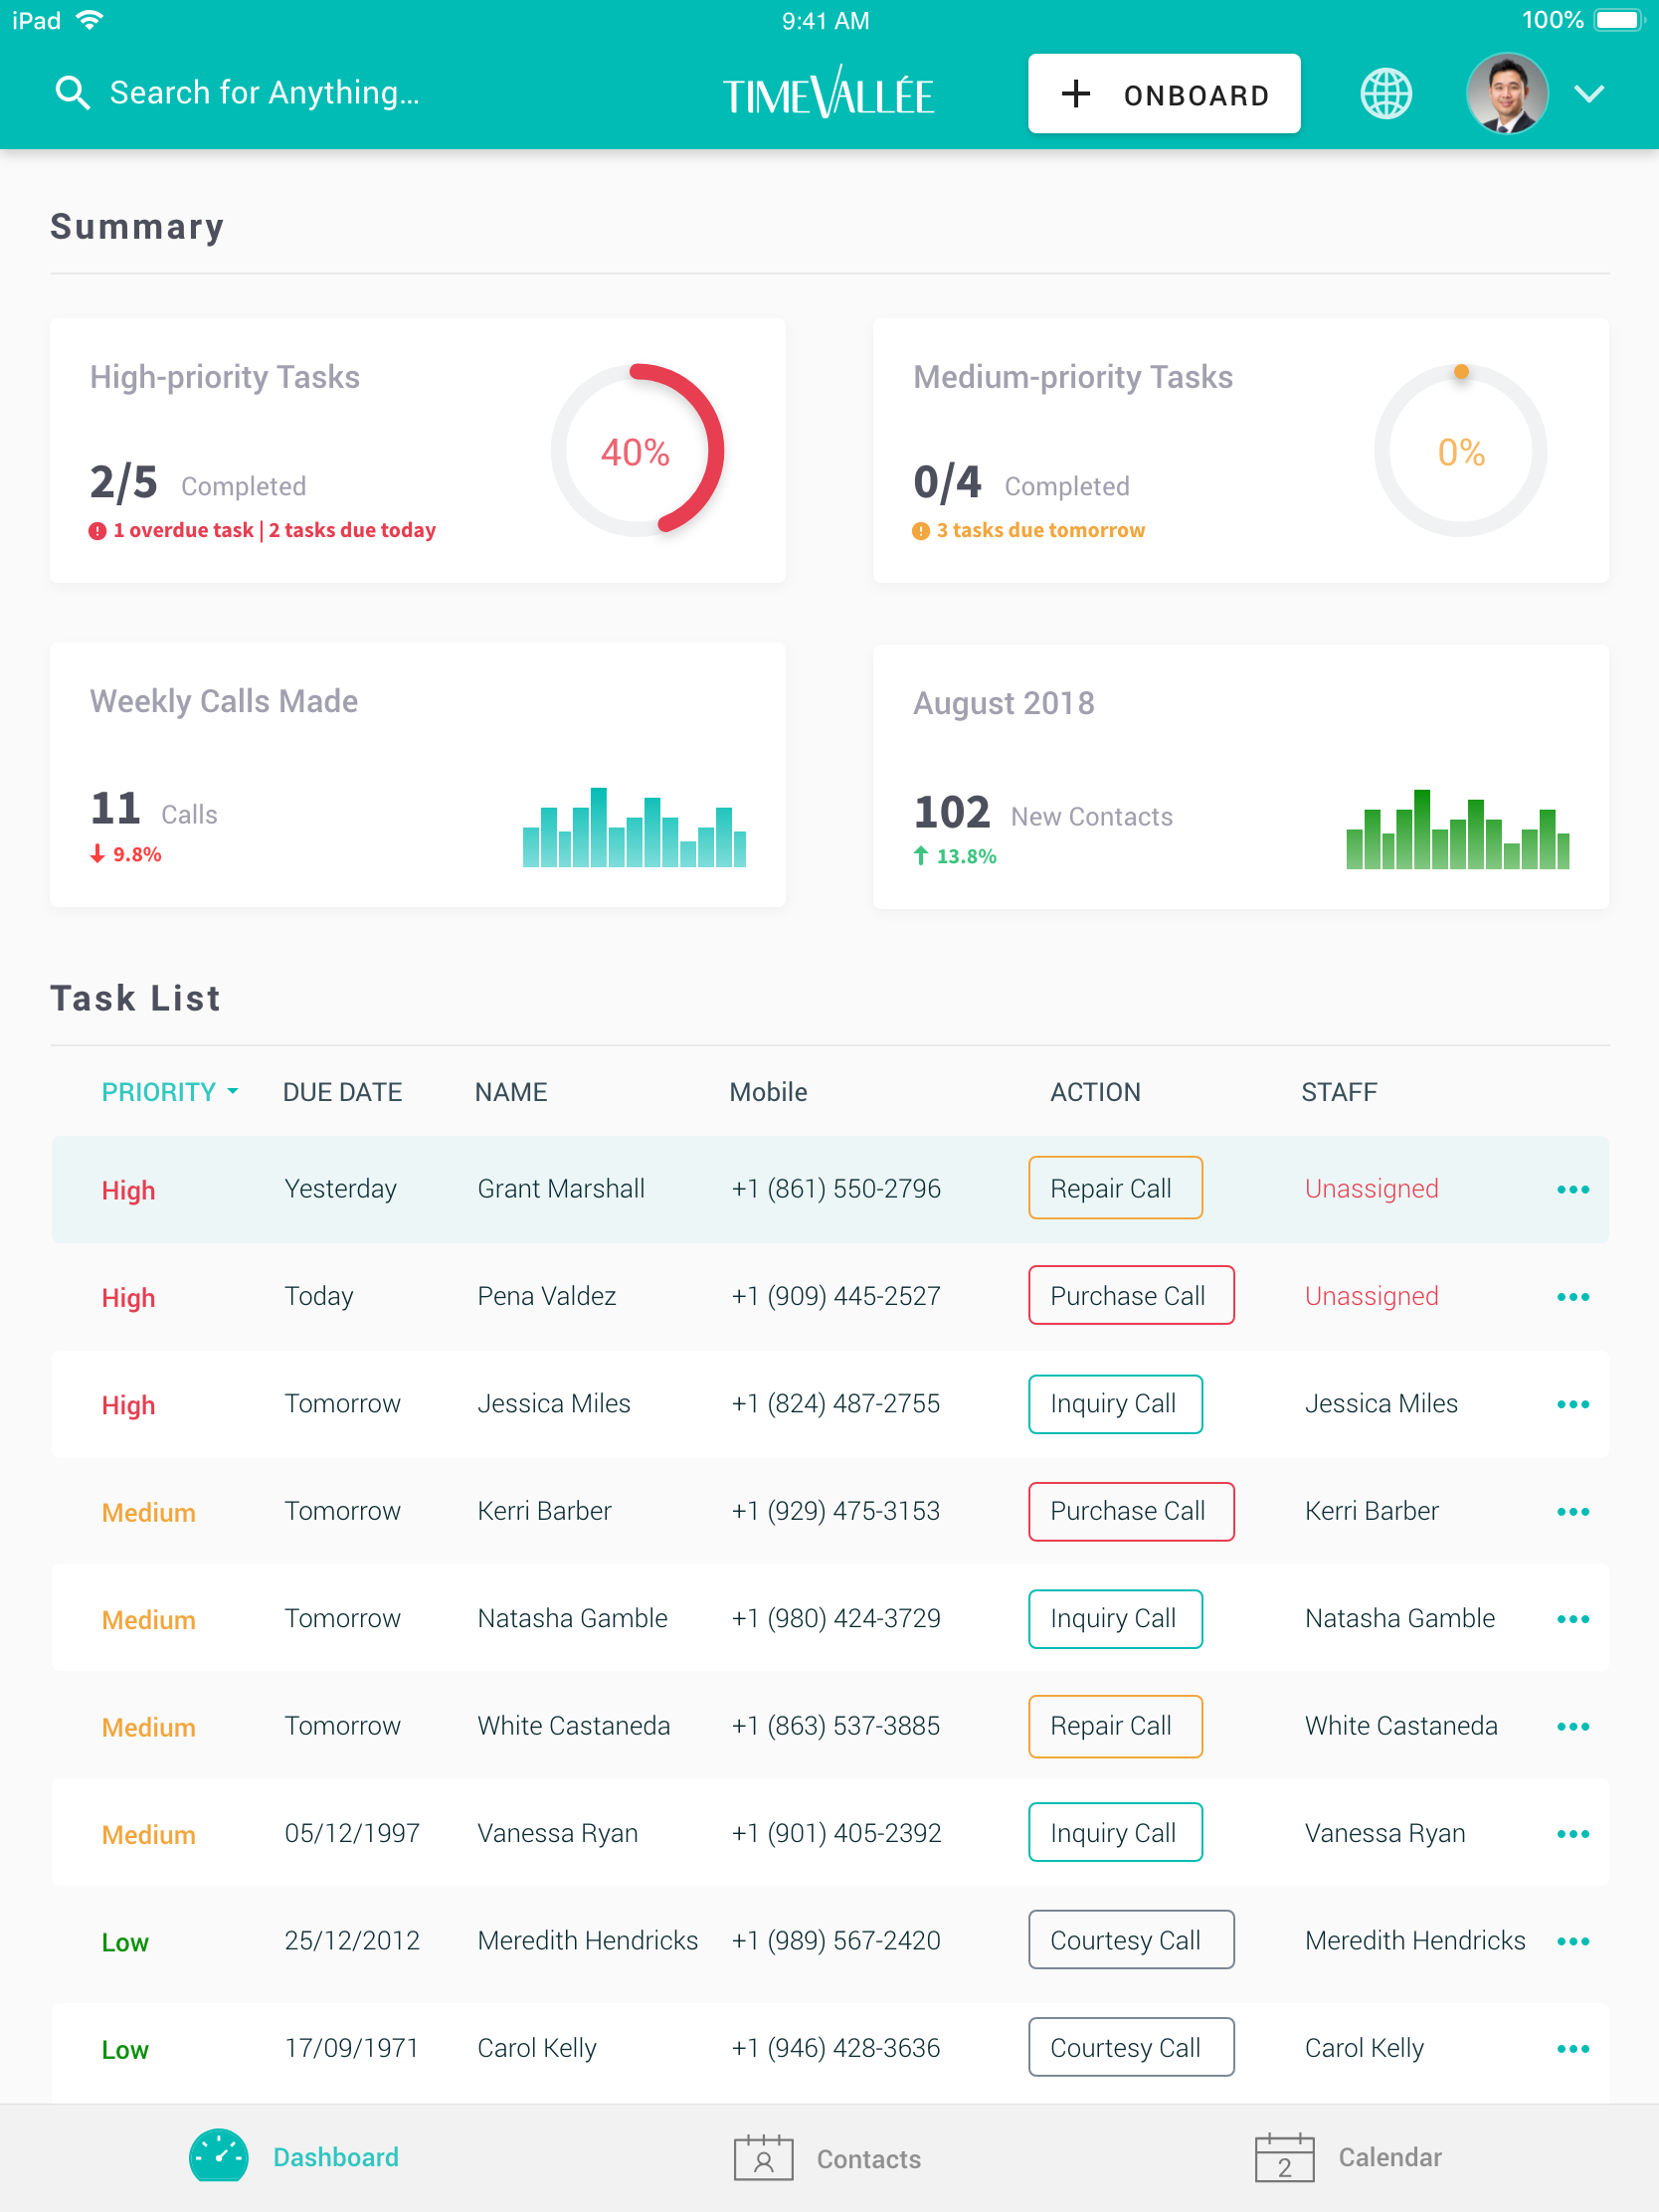 iPad 9:41 AM 100%
Search for Anything... TIMEVALLÉE + ONBOARD
Summary
High-priority Tasks
40%
2/5 Completed
1 overdue task | 2 tasks due today
Medium-priority Tasks
0%
0/4 Completed
3 tasks due tomorrow
Weekly Calls Made
11 Calls
9.8%
August 2018
102 New Contacts
13.8%
Task List
PRIORITY DUE DATE NAME Mobile ACTION STAFF
High Yesterday Grant Marshall +1 (861) 550-2796 Repair Call Unassigned
High Today Pena Valdez +1 (909) 445-2527 Purchase Call Unassigned
High Tomorrow Jessica Miles +1 (824) 487-2755 Inquiry Call Jessica Miles
Medium Tomorrow Kerri Barber +1 (929) 475-3153 Purchase Call Kerri Barber
Medium Tomorrow Natasha Gamble +1 (980) 424-3729 Inquiry Call Natasha Gamble
Medium Tomorrow White Castaneda +1 (863) 537-3885 Repair Call White Castaneda
Medium 05/12/1997 Vanessa Ryan +1 (901) 405-2392 Inquiry Call Vanessa Ryan
Low 25/12/2012 Meredith Hendricks +1 (989) 567-2420 Courtesy Call Meredith Hendricks
Low 17/09/1971 Carol Kelly +1 (946) 428-3636 Courtesy Call Carol Kelly
Dashboard Contacts 2 Calendar